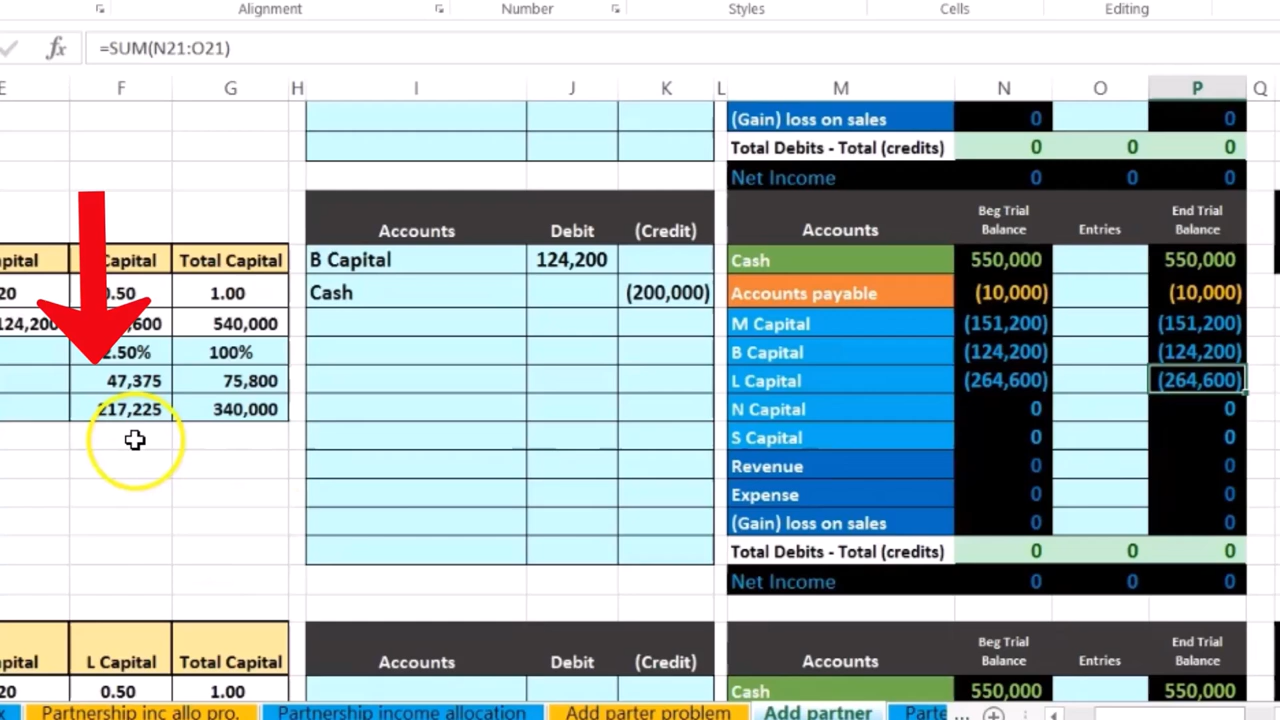 Alignment Number Styles Cells Editing
fx =SUM(N21:O21)
E F G H I J K L M N O P Q
(Gain) loss on sales 0 0
Total Debits - Total (credits) 0 0 0
Net Income 0 0 0
Accounts Debit (Credit) Accounts Beg Trial Balance Entries End Trial Balance
apital Capital Total Capital B Capital 124,200 Cash 550,000 550,000
20 0.50 1.00 Cash (200,000) Accounts payable (10,000) (10,000)
124,200 ,600 540,000 M Capital (151,200) (151,200)
2.50% 100% B Capital (124,200) (124,200)
47,375 75,800 L Capital (264,600) (264,600)
217,225 340,000 N Capital 0 0
S Capital 0 0
Revenue 0 0
Expense 0 0
(Gain) loss on sales 0 0
Total Debits - Total (credits) 0 0 0
Net Income 0 0 0
apital L Capital Total Capital Accounts Debit (Credit) Accounts Beg Trial Balance Entries End Trial Balance
20 0.50 1.00 Cash 550,000 550,000
Partnership inc allo pro. Partnership income allocation Add parter problem Add partner Parte ...